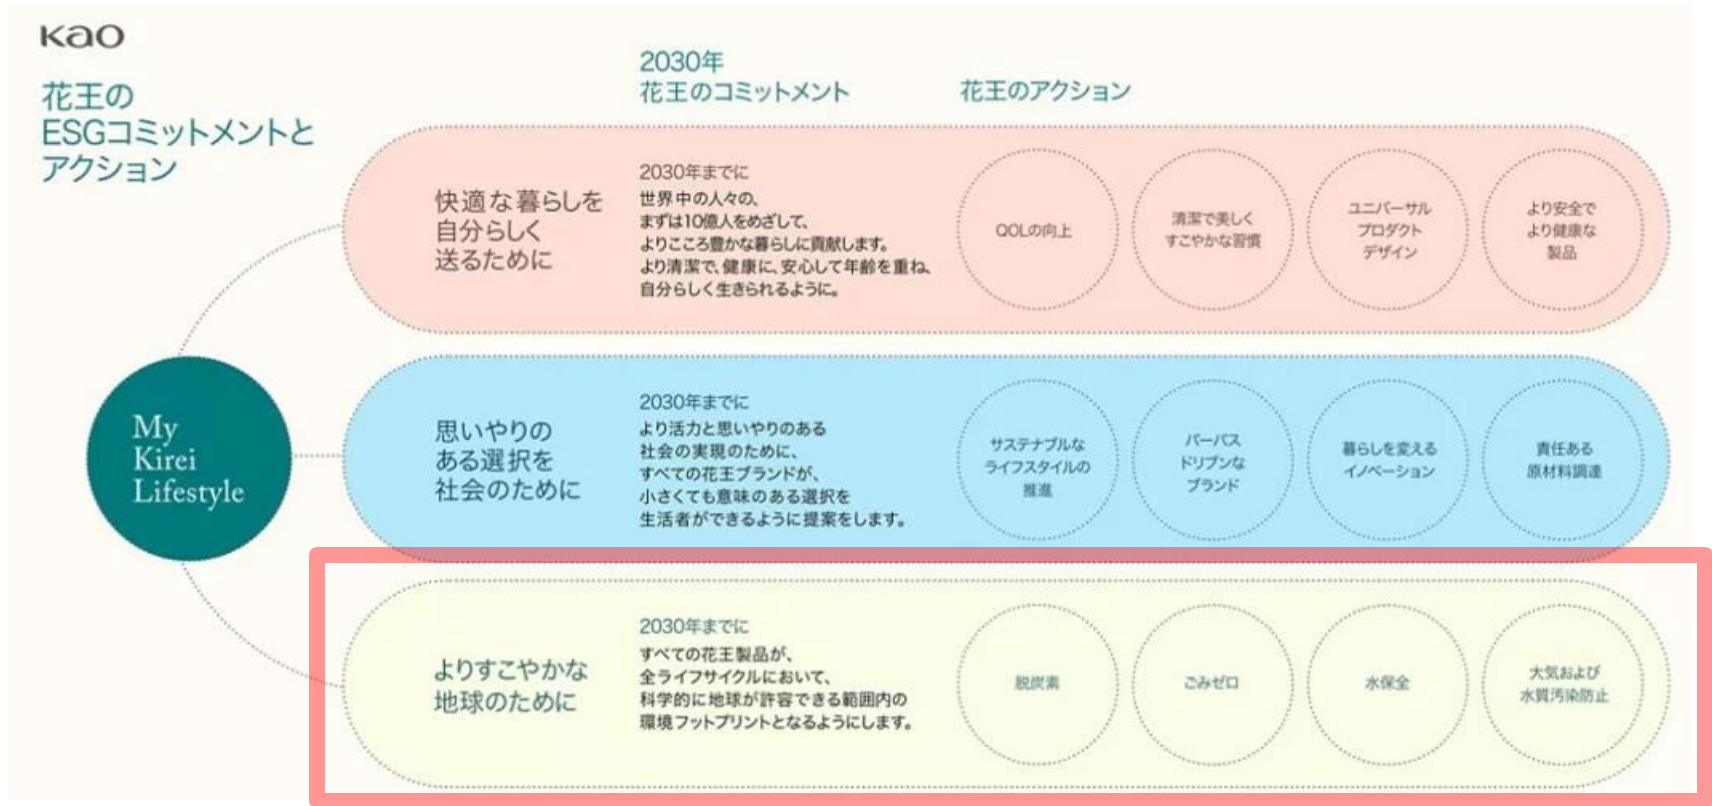 Kao
花王の
ESGコミットメントと
アクション
2030年
花王のコミットメント
花王のアクション
快適な暮らしを
自分らしく
送るために
2030年までに
世界中の人々の、
まずは10億人をめざして、
よりこころ豊かな暮らしに貢献します。
より清潔で、健康に、安心して年齢を重ね、
自分らしく生きられるように。
QOLの向上
清潔で美しく
すこやかな習慣
ユニバーサル
プロダクト
デザイン
より安全で
より健康な
製品
My
Kirei
Lifestyle
思いやりの
ある選択を
社会のために
2030年までに
より活力と思いやりのある
社会の実現のために、
すべての花王ブランドが、
小さくても意味のある選択を
生活者ができるように提案をします。
サステナブルな
ライフスタイルの
推進
パーパス
ドリブンな
ブランド
暮らしを変える
イノベーション
責任ある
原材料調達
よりすこやかな
地球のために
2030年までに
すべての花王製品が、
全ライフサイクルにおいて、
科学的に地球が許容できる範囲内の
環境フットプリントとなるようにします。
脱炭素
ごみゼロ
水保全
大気および
水質汚染防止